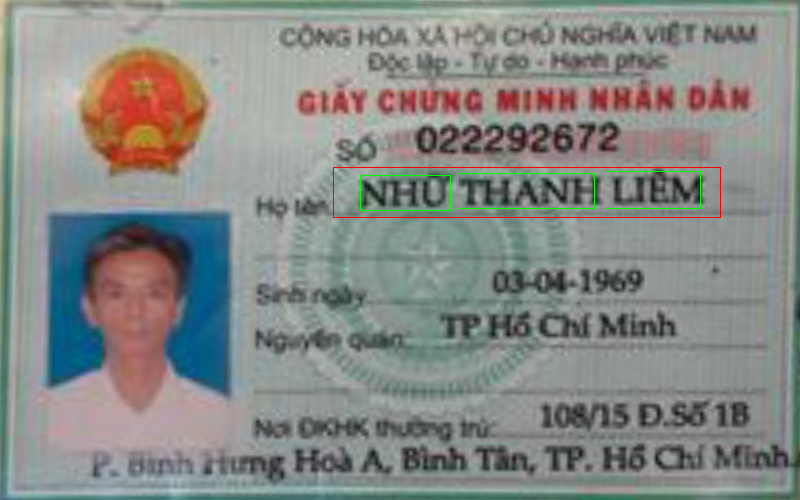 CỘNG HÒA XÃ HỘI CHỦ NGHĨA VIỆT NAM
Độc lập - Tự do - Hạnh phúc
GIẤY CHỨNG MINH NHÂN DÂN
SỐ 022292672
Họ tên NHỮ THANH LIÊM
Sinh ngày 03-04-1969
Nguyên quán: TP Hồ Chí Minh
Nơi ĐKHK thường trú: 108/15 Đ.Số 1B
P. Bình Hưng Hoà A, Bình Tân, TP. Hồ Chí Minh.